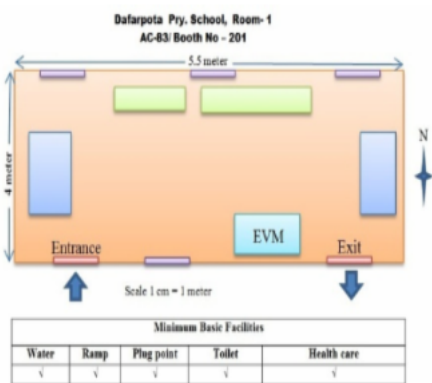 Dafarpota Pry. School, Room- 1
AC-83/ Booth No - 201
5.5 meter
4 meter
N
EVM
Entrance
Exit
Scale 1 cm = 1 meter
Minimum Basic Facilities
Water Ramp Plug point Toilet Health care
√ √ √ √ √